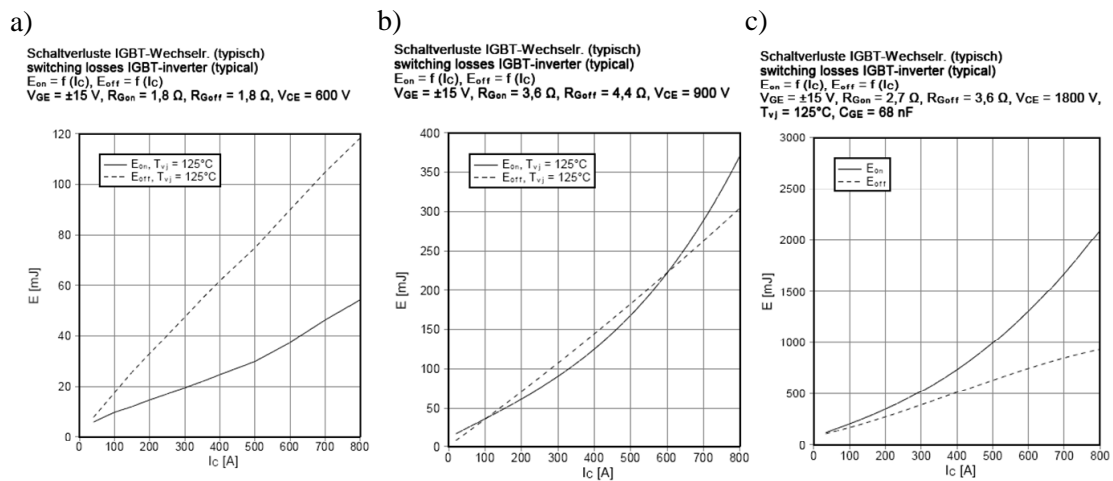 a)
Schaltverluste IGBT-Wechselr. (typisch)
switching losses IGBT-inverter (typical)
Eon = f (IC), Eoff = f (IC)
VGE = ±15 V, RGon = 1,8 Ω, RGoff = 1,8 Ω, VCE = 600 V
120
100
80
60
40
20
0
E [mJ]
Eon, Tvj = 125°C
Eoff, Tvj = 125°C
0 100 200 300 400 500 600 700 800
IC [A]
b)
Schaltverluste IGBT-Wechselr. (typisch)
switching losses IGBT-inverter (typical)
Eon = f (IC), Eoff = f (IC)
VGE = ±15 V, RGon = 3,6 Ω, RGoff = 4,4 Ω, VCE = 900 V
400
350
300
250
200
150
100
50
0
E [mJ]
Eon, Tvj = 125°C
Eoff, Tvj = 125°C
0 100 200 300 400 500 600 700 800
IC [A]
c)
Schaltverluste IGBT-Wechselr. (typisch)
switching losses IGBT-inverter (typical)
Eon = f (IC), Eoff = f (IC)
VGE = ±15 V, RGon = 2,7 Ω, RGoff = 3,6 Ω, VCE = 1800 V,
Tvj = 125°C, CGE = 68 nF
3000
2500
2000
1500
1000
500
0
E [mJ]
Eon
Eoff
0 100 200 300 400 500 600 700 800
IC [A]